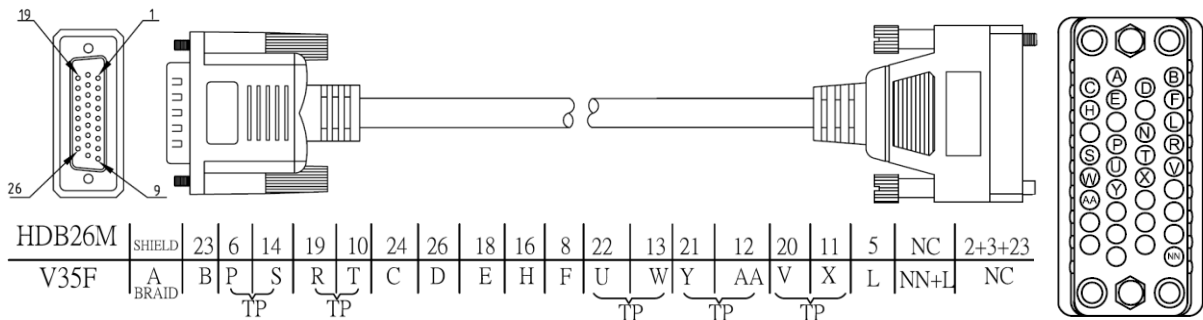 19
1
26
9
A B
C D
E F
H
L
N
P R
S T
U V
W X
Y
AA
NN
HDB26M SHIELD 23 6 14 19 10 24 26 18 16 8 22 13 21 12 20 11 5 NC 2+3+23
V35F A B P S R T C D E H F U W Y AA V X L NN+L NC
BRAID
TP TP TP TP TP